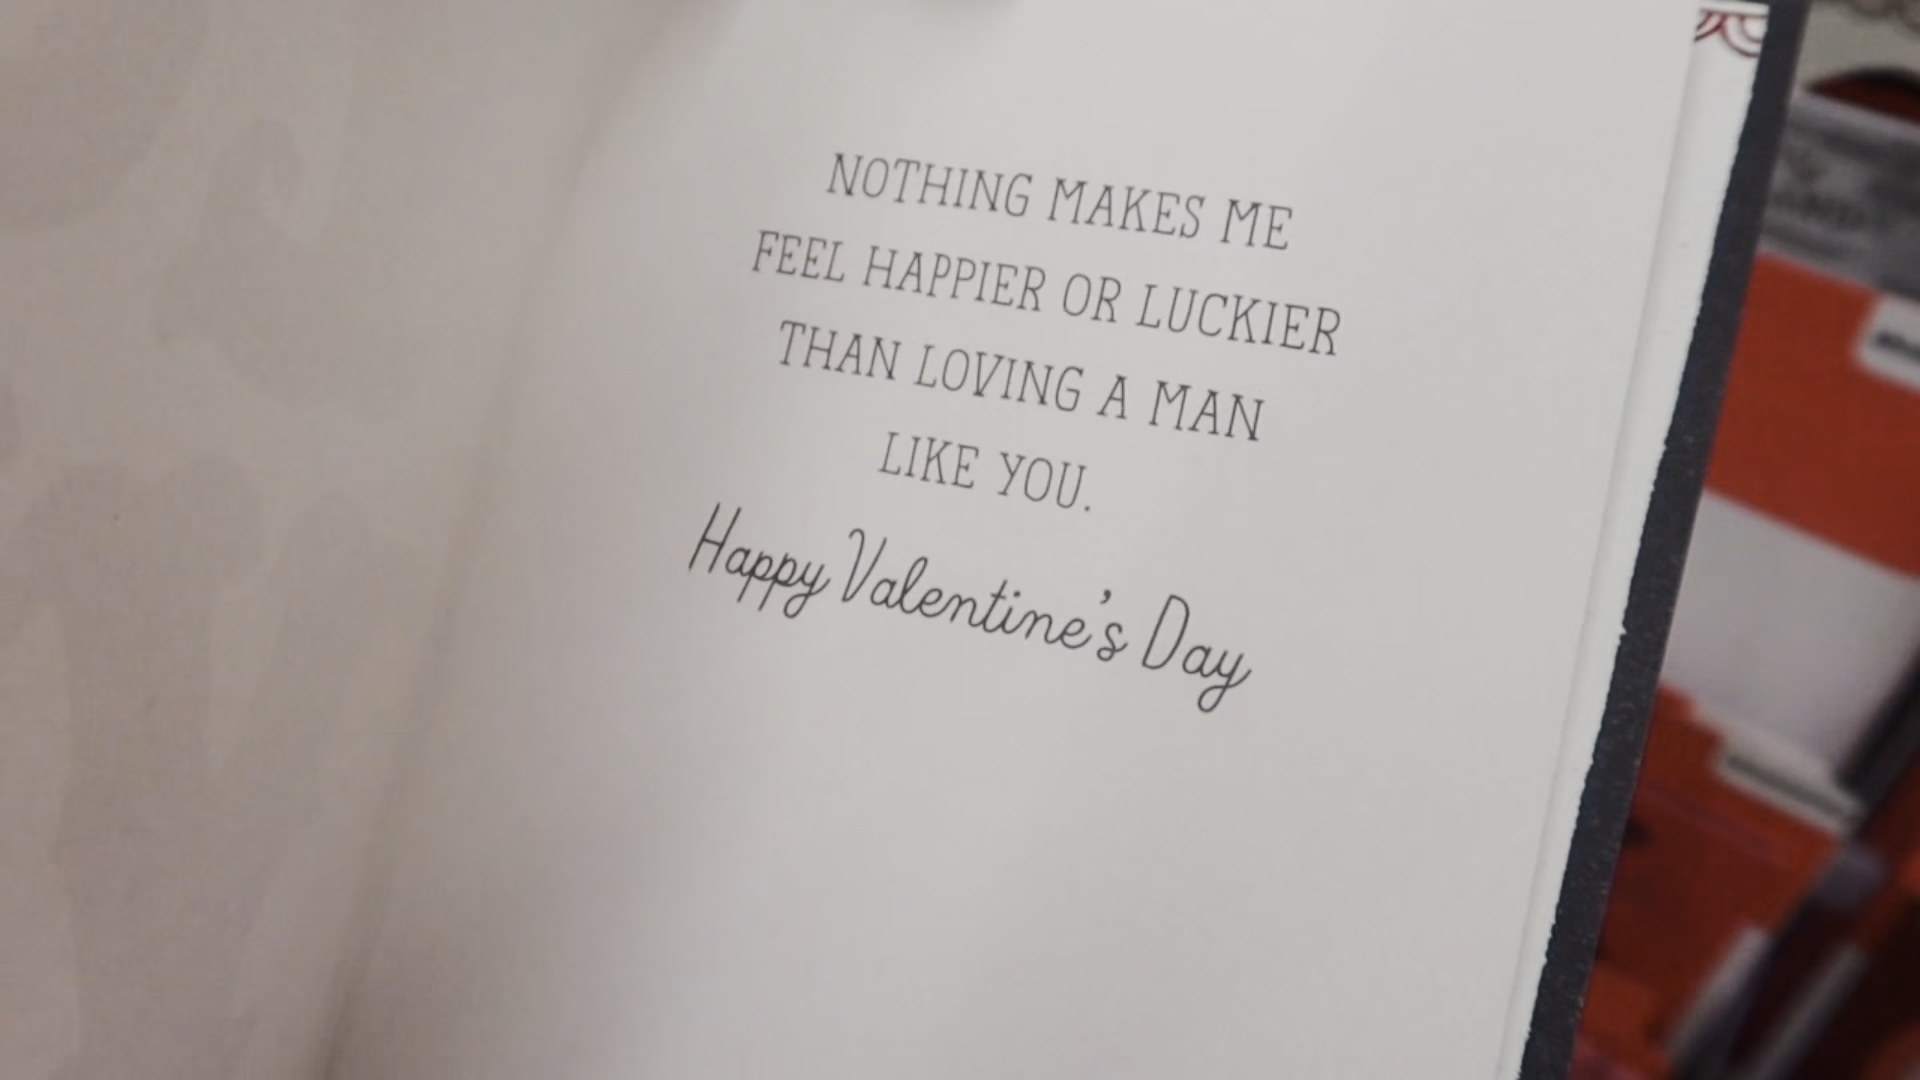 NOTHING MAKES ME
FEEL HAPPIER OR LUCKIER
THAN LOVING A MAN
LIKE YOU.
Happy Valentine's Day